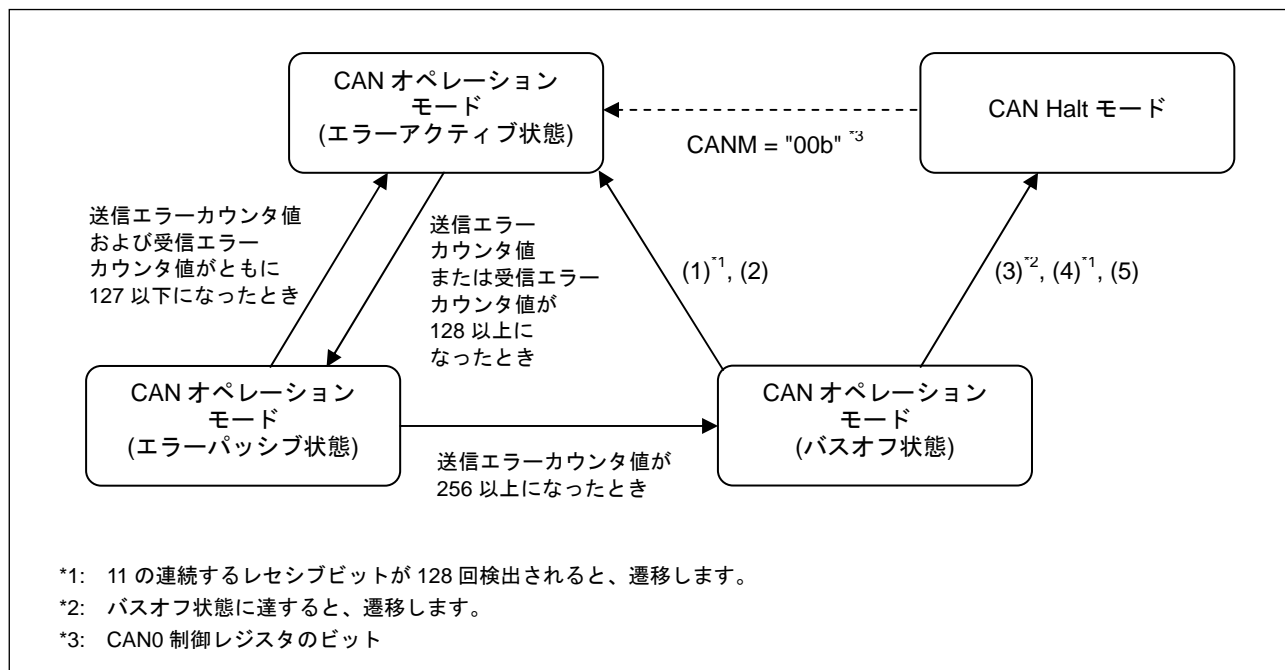 CAN オペレーション
モード
(エラーアクティブ状態)
CAN Halt モード
CANM = "00b" *3
送信エラーカウンタ値
および受信エラー
カウンタ値がともに
127 以下になったとき
送信エラー
カウンタ値
または受信エラー
カウンタ値が
128 以上に
なったとき
(1)*1, (2)
(3)*2, (4)*1, (5)
CAN オペレーション
モード
(エラーパッシブ状態)
CAN オペレーション
モード
(バスオフ状態)
送信エラーカウンタ値が
256 以上になったとき
*1: 11 の連続するレセシブビットが 128 回検出されると、遷移します。
*2: バスオフ状態に達すると、遷移します。
*3: CAN0 制御レジスタのビット